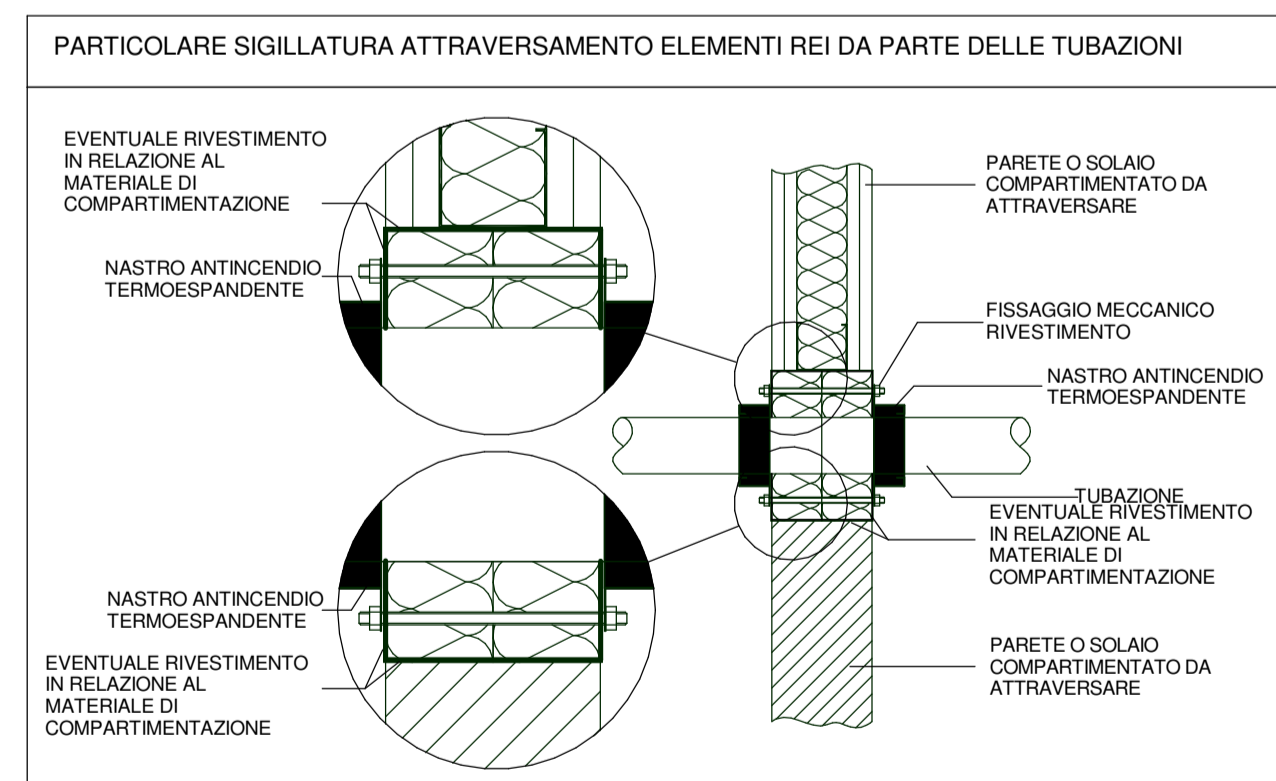 PARTICOLARE SIGILLATURA ATTRAVERSAMENTO ELEMENTI REI DA PARTE DELLE TUBAZIONI
EVENTUALE RIVESTIMENTO
IN RELAZIONE AL
MATERIALE DI
COMPARTIMENTAZIONE
NASTRO ANTINCENDIO
TERMOESPANDENTE
NASTRO ANTINCENDIO
TERMOESPANDENTE
EVENTUALE RIVESTIMENTO
IN RELAZIONE AL
MATERIALE DI
COMPARTIMENTAZIONE
PARETE O SOLAIO
COMPARTIMENTATO DA
ATTRAVERSARE
FISSAGGIO MECCANICO
RIVESTIMENTO
NASTRO ANTINCENDIO
TERMOESPANDENTE
TUBAZIONE
EVENTUALE RIVESTIMENTO
IN RELAZIONE AL
MATERIALE DI
COMPARTIMENTAZIONE
PARETE O SOLAIO
COMPARTIMENTATO DA
ATTRAVERSARE